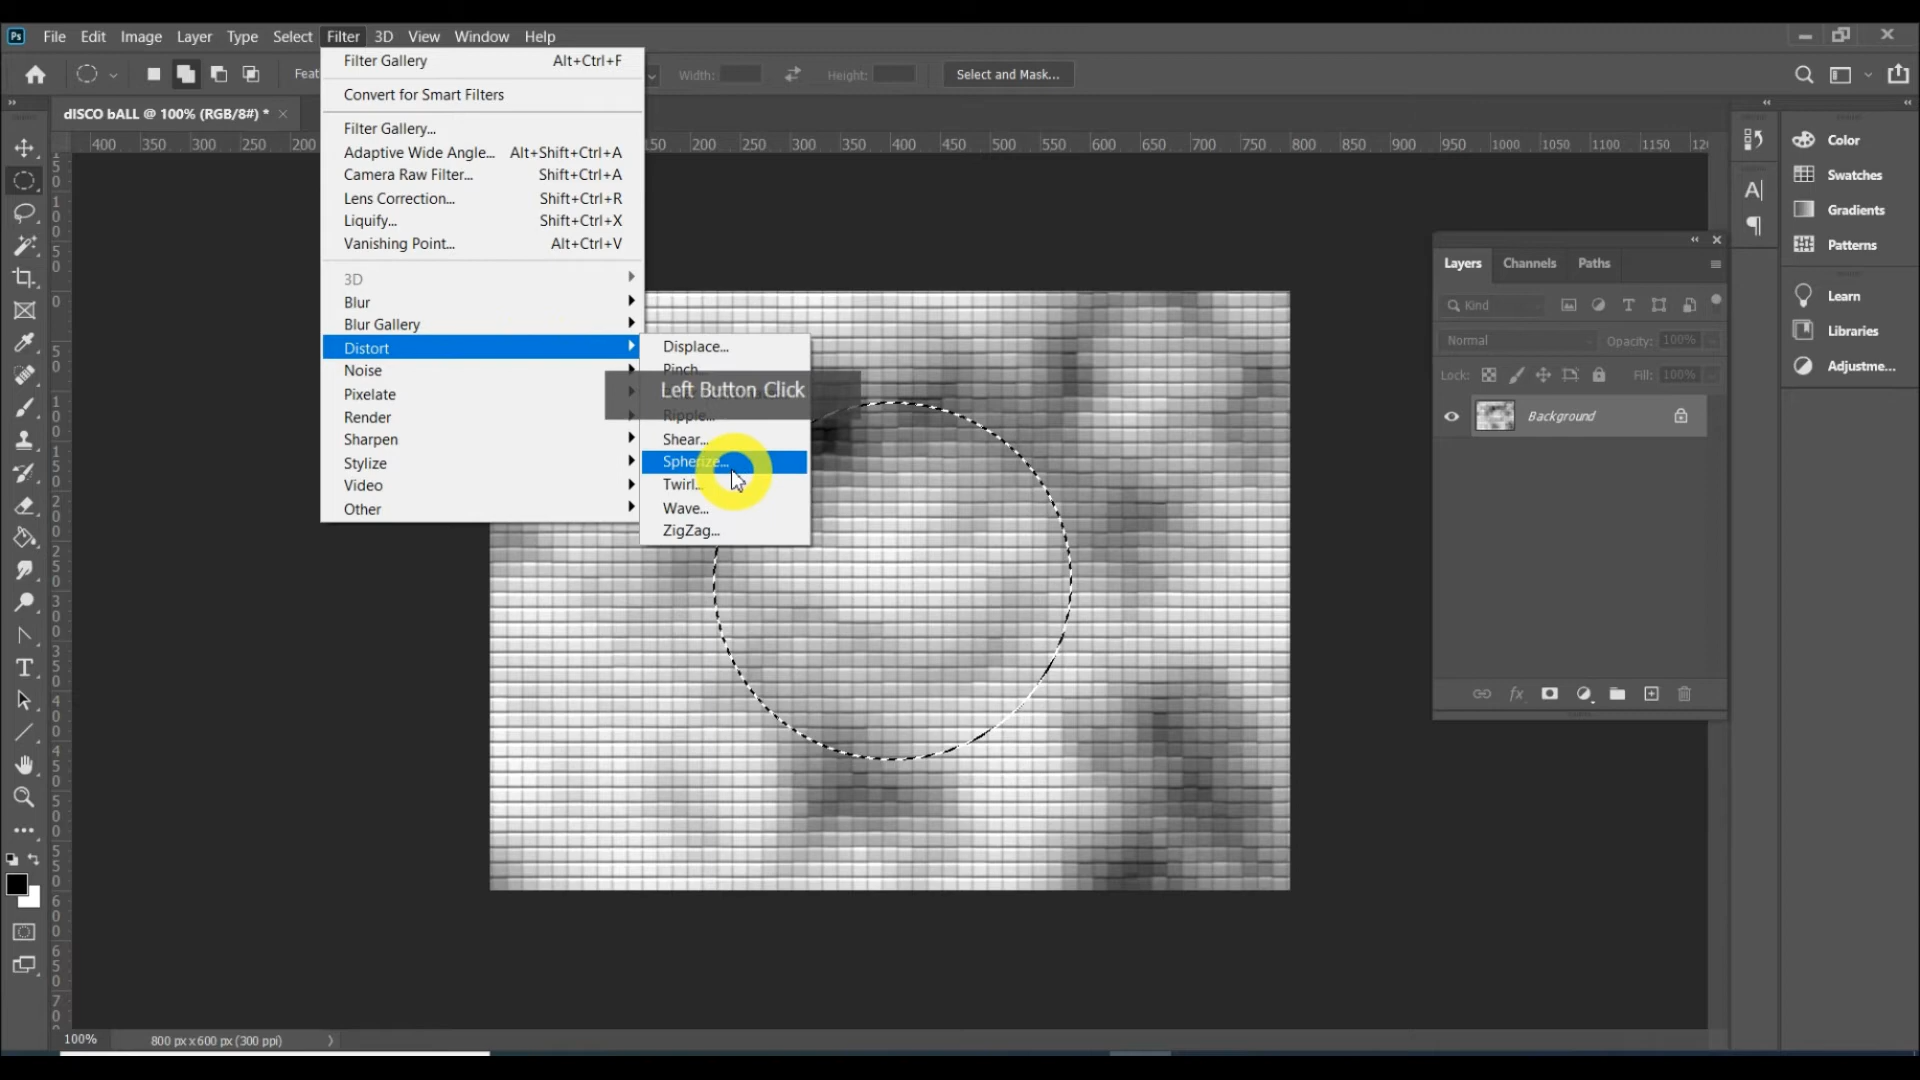 Ps File Edit Image Layer Type Select Filter 3D View Window Help
Width: Height: Select and Mask...
dISCO bALL @ 100% (RGB/8#) *
400 350 300 250 200 150 200 250 300 350 400 450 500 550 600 650 700 750 800 850 900 950 1000 1050 1100 1150
Filter Gallery Alt+Ctrl+F
Convert for Smart Filters
Filter Gallery...
Adaptive Wide Angle... Alt+Shift+Ctrl+A
Camera Raw Filter... Shift+Ctrl+A
Lens Correction... Shift+Ctrl+R
Liquify... Shift+Ctrl+X
Vanishing Point... Alt+Ctrl+V
3D
Blur
Blur Gallery
Distort
Noise
Pixelate
Render
Sharpen
Stylize
Video
Other
Displace...
Pinch...
Left Button Click
Ripple...
Shear...
Spherize...
Twirl...
Wave...
ZigZag...
Layers Channels Paths
Kind
Normal Opacity: 100%
Lock: Fill: 100%
Background
fx
Color
Swatches
Gradients
Patterns
Learn
Libraries
Adjustme...
100% 800 px x 600 px (300 ppi)